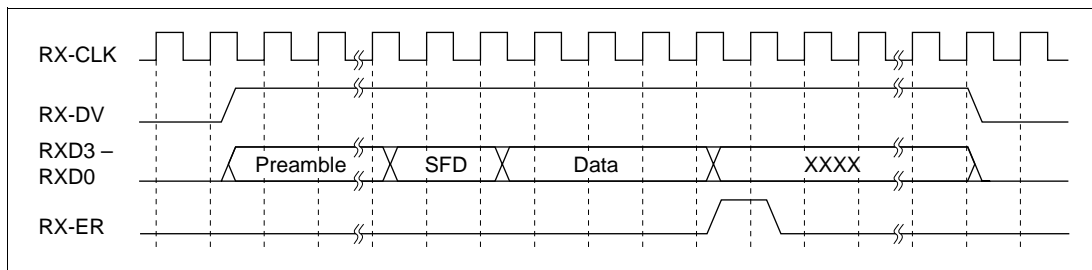 RX-CLK
RX-DV
RXD3 –
RXD0
Preamble
SFD
Data
XXXX
RX-ER